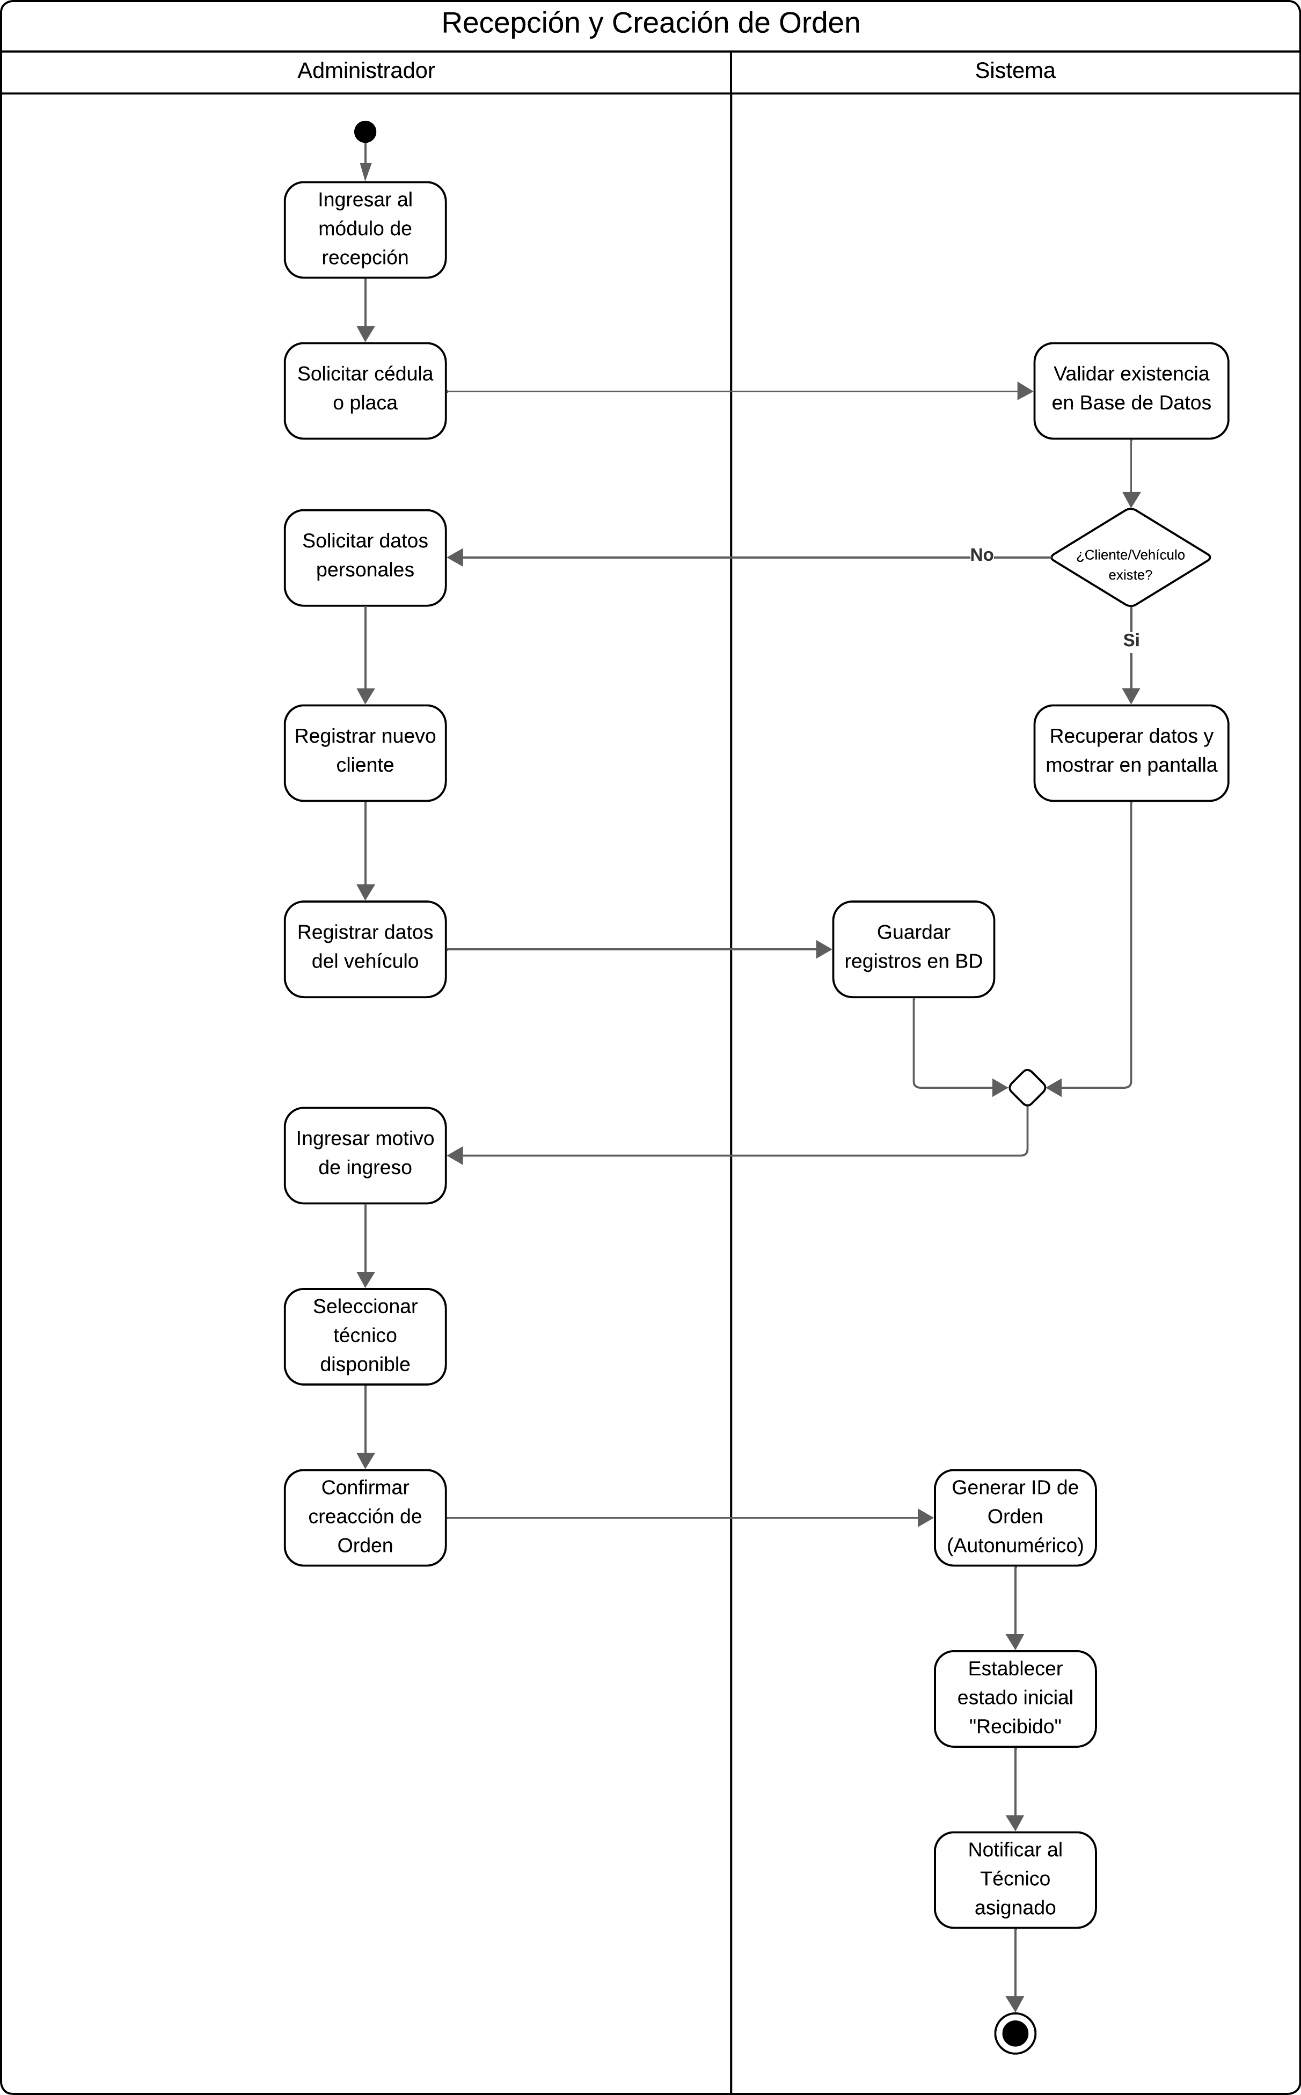 Recepción y Creación de Orden
Administrador
Sistema
Ingresar al
módulo de
recepción
Solicitar cédula
o placa
Validar existencia
en Base de Datos
¿Cliente/Vehículo
existe?
No
Si
Solicitar datos
personales
Registrar nuevo
cliente
Recuperar datos y
mostrar en pantalla
Registrar datos
del vehículo
Guardar
registros en BD
Ingresar motivo
de ingreso
Seleccionar
técnico
disponible
Confirmar
creacción de
Orden
Generar ID de
Orden
(Autonumérico)
Establecer
estado inicial
"Recibido"
Notificar al
Técnico
asignado